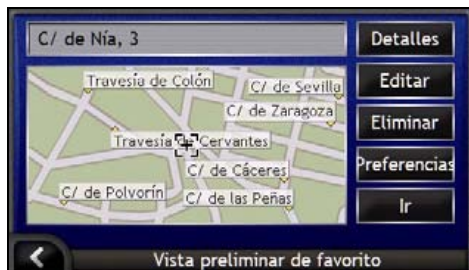 C/ de Nía, 3
Detalles
Travesía de Colón
C/ de Sevilla
Editar
C/ de Zaragoza
Eliminar
Travesía de Cervantes
C/ de Cáceres
Preferencias
C/ de Polvorín
C/ de las Peñas
Ir
Vista preliminar de favorito